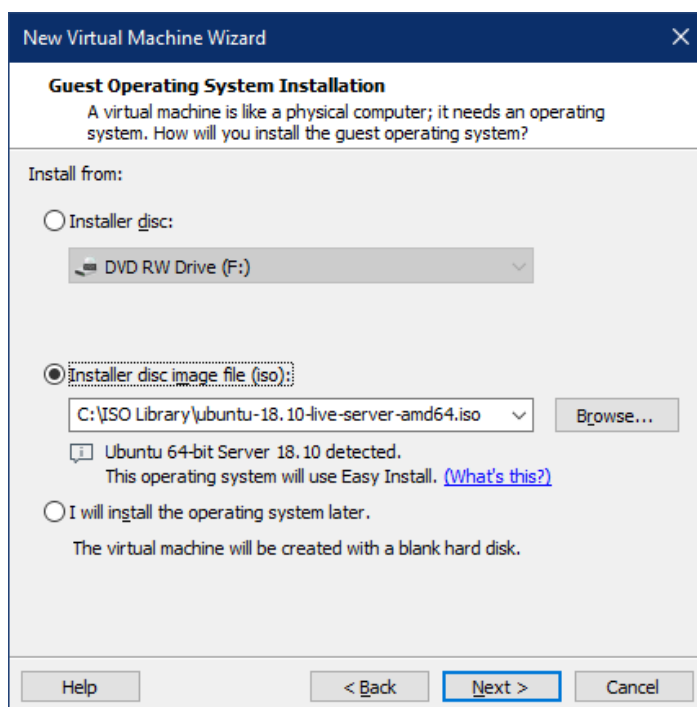 New Virtual Machine Wizard
Guest Operating System Installation
A virtual machine is like a physical computer; it needs an operating
system. How will you install the guest operating system?
Install from:
Installer disc:
DVD RW Drive (F:)
Installer disc image file (iso):
C:\ISO Library\ubuntu-18.10-live-server-amd64.iso
Browse...
Ubuntu 64-bit Server 18.10 detected.
This operating system will use Easy Install. (What's this?)
I will install the operating system later.
The virtual machine will be created with a blank hard disk.
Help
< Back
Next >
Cancel